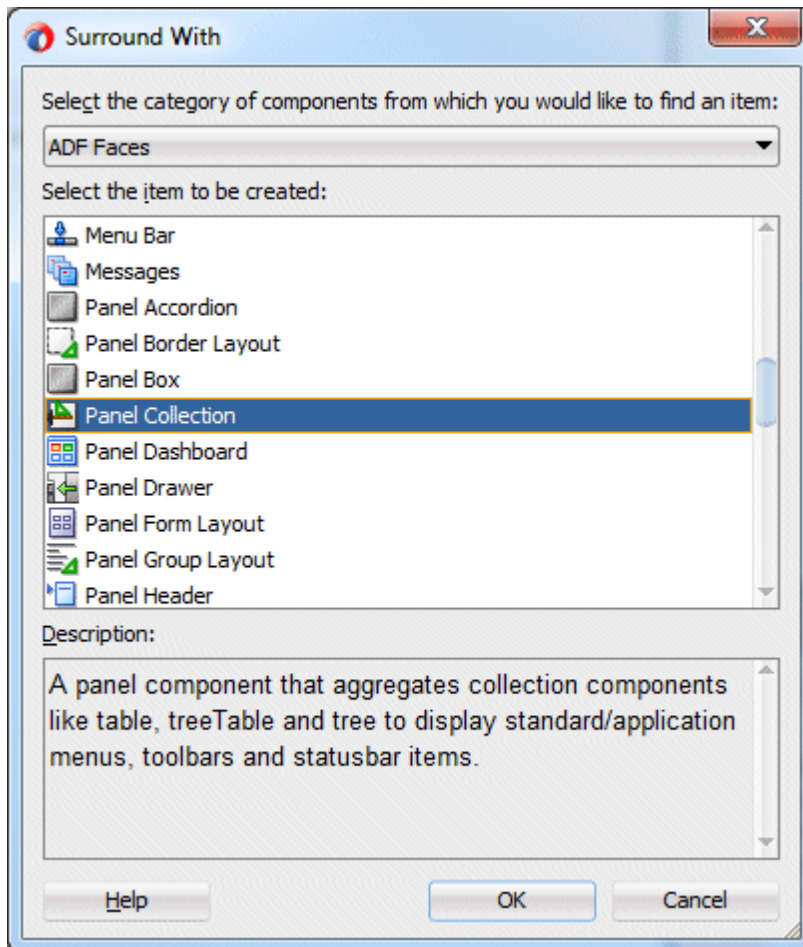 Surround With
Select the category of components from which you would like to find an item:
ADF Faces
Select the item to be created:
Menu Bar
Messages
Panel Accordion
Panel Border Layout
Panel Box
Panel Collection
Panel Dashboard
Panel Drawer
Panel Form Layout
Panel Group Layout
Panel Header
Description:
A panel component that aggregates collection components
like table, treeTable and tree to display standard/application
menus, toolbars and statusbar items.
Help OK Cancel